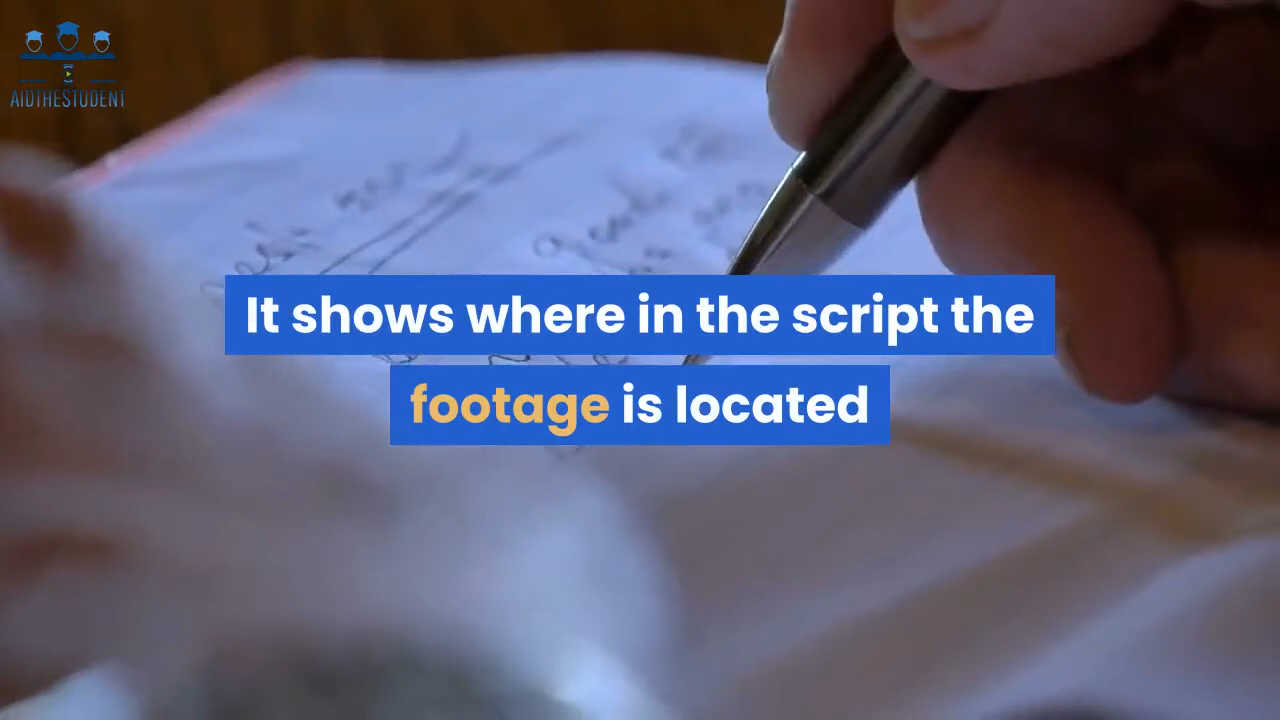 AIDTHESTUDENT
It shows where in the script the
footage is located